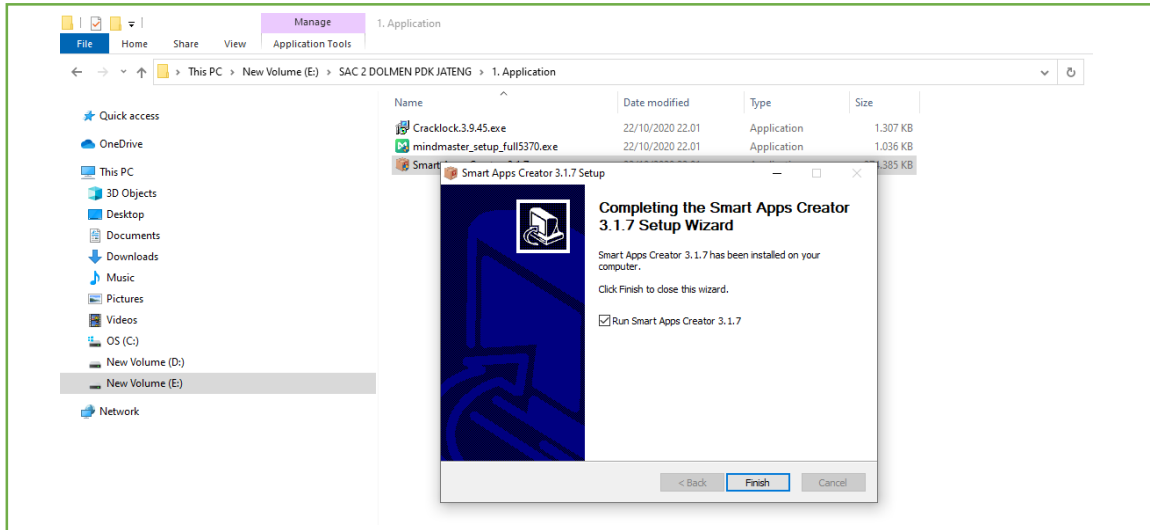 Manage
1. Application
File Home Share View Application Tools
This PC > New Volume (E:) > SAC 2 DOLMEN PDK JATENG > 1. Application
Name Date modified Type Size
Quick access
OneDrive
This PC
3D Objects
Desktop
Documents
Downloads
Music
Pictures
Videos
OS (C:)
New Volume (D:)
New Volume (E:)
Network
Cracklock.3.9.45.exe 22/10/2020 22.01 Application 1.307 KB
mindmaster_setup_full5370.exe 22/10/2020 22.01 Application 1.036 KB
Smart
.385 KB
Smart Apps Creator 3.1.7 Setup
Completing the Smart Apps Creator
3.1.7 Setup Wizard
Smart Apps Creator 3.1.7 has been installed on your
computer.
Click Finish to close this wizard.
Run Smart Apps Creator 3.1.7
< Back Finish Cancel